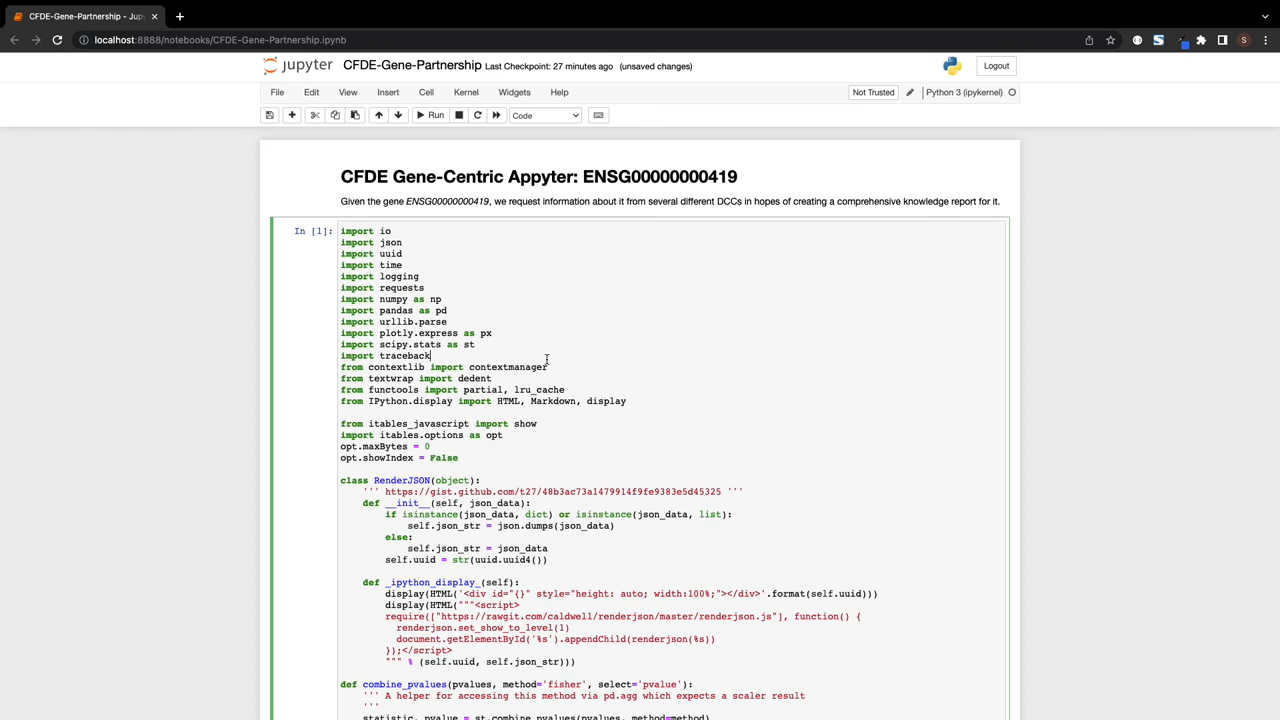 CFDE-Gene-Partnership - Jupy
localhost:8888/notebooks/CFDE-Gene-Partnership.ipynb
S
jupyter CFDE-Gene-Partnership Last Checkpoint: 27 minutes ago (unsaved changes)
Logout
File Edit View Insert Cell Kernel Widgets Help
Not Trusted
Python 3 (ipykernel)
Run
Code
CFDE Gene-Centric Appyter: ENSG00000000419
Given the gene ENSG00000000419, we request information about it from several different DCCs in hopes of creating a comprehensive knowledge report for it.
In [1]:
import io
import json
import uuid
import time
import logging
import requests
import numpy as np
import pandas as pd
import urllib.parse
import plotly.express as px
import scipy.stats as st
import traceback
from contextlib import contextmanager
from textwrap import dedent
from functools import partial, lru_cache
from IPython.display import HTML, Markdown, display
from itables_javascript import show
import itables.options as opt
opt.maxBytes = 0
opt.showIndex = False
class RenderJSON(object):
''' https://gist.github.com/t27/48b3ac73a1479914f9fe9383e5d45325 '''
def __init__(self, json_data):
if isinstance(json_data, dict) or isinstance(json_data, list):
self.json_str = json.dumps(json_data)
else:
self.json_str = json_data
self.uuid = str(uuid.uuid4())
def _ipython_display_(self):
display(HTML('<div id="{}" style="height: auto; width:100%;"></div>'.format(self.uuid)))
display(HTML("""<script>
require(["https://rawgit.com/caldwell/renderjson/master/renderjson.js"], function() {
renderjson.set_show_to_level(1)
document.getElementById('%s').appendChild(renderjson(%s))
});</script>
""" % (self.uuid, self.json_str)))
def combine_pvalues(pvalues, method='fisher', select='pvalue'):
''' A helper for accessing this method via pd.agg which expects a scaler result
'''
statistic, pvalue = st.combine_pvalues(pvalues, method=method)